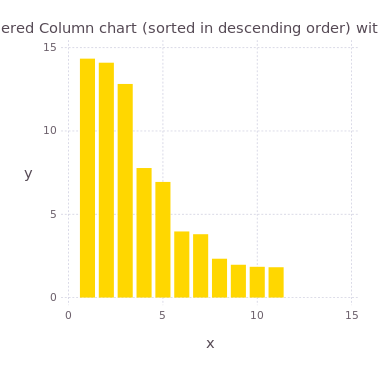 ered Column chart (sorted in descending order) wit
15
10
y
5
0
0 5 10 15
x